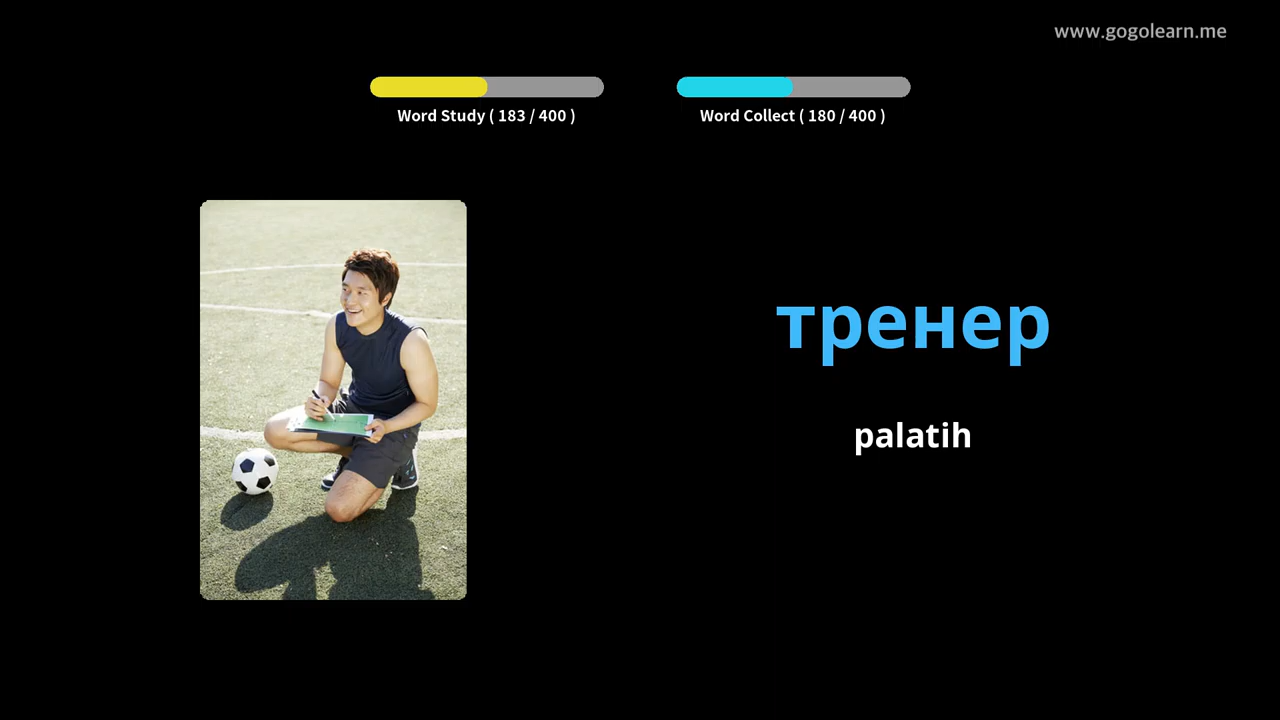 www.gogolearn.me
Word Study ( 183 / 400 )
Word Collect ( 180 / 400 )
тренер
palatih